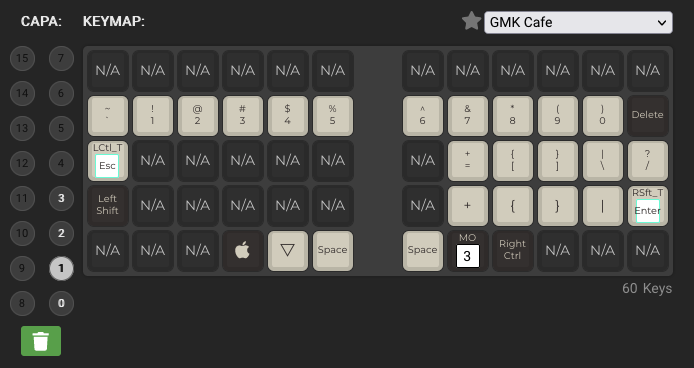 CAPA: KEYMAP: GMK Cafe
15 7 N/A N/A N/A N/A N/A N/A N/A N/A N/A N/A N/A N/A
14 6 ~ ! @ # $ % ^ & * ( ) Delete
` 1 2 3 4 5 6 7 8 9 0
13 5
LCtl_T + { } | ?
12 4 Esc N/A N/A N/A N/A N/A N/A = [ ] \ /
11 3 Left Shift N/A N/A N/A N/A N/A N/A + { } | RSft_T Enter
10 2
9 1 N/A N/A N/A ▽ Space Space MO 3 Right Ctrl N/A N/A N/A
8 0 60 Keys